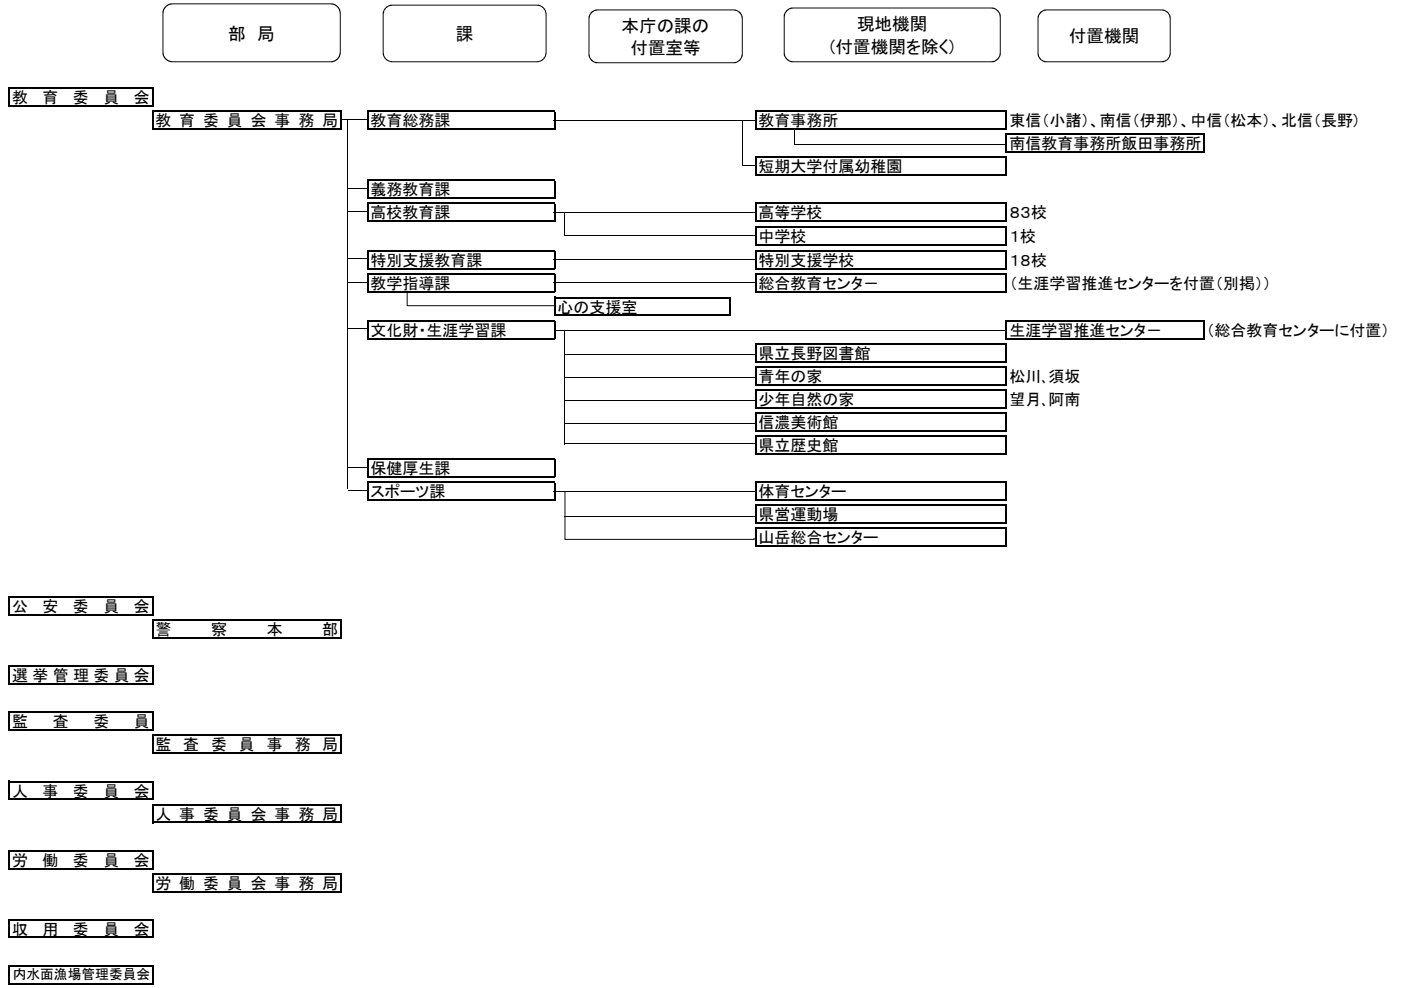 部 局
課
本庁の課の
付置室等
現地機関
(付置機関を除く)
付置機関
教育委員会
教育委員会事務局
教育総務課
教育事務所
東信(小諸)、南信(伊那)、中信(松本)、北信(長野)
南信教育事務所飯田事務所
短期大学付属幼稚園
義務教育課
高校教育課
高等学校
83校
中学校
1校
特別支援教育課
特別支援学校
18校
教学指導課
総合教育センター
(生涯学習推進センターを付置(別掲))
心の支援室
文化財・生涯学習課
生涯学習推進センター
(総合教育センターに付置)
県立長野図書館
青年の家
松川、須坂
少年自然の家
望月、阿南
信濃美術館
県立歴史館
保健厚生課
スポーツ課
体育センター
県営運動場
山岳総合センター
公安委員会
警察本部
選挙管理委員会
監査委員
監査委員事務局
人事委員会
人事委員会事務局
労働委員会
労働委員会事務局
収用委員会
内水面漁場管理委員会